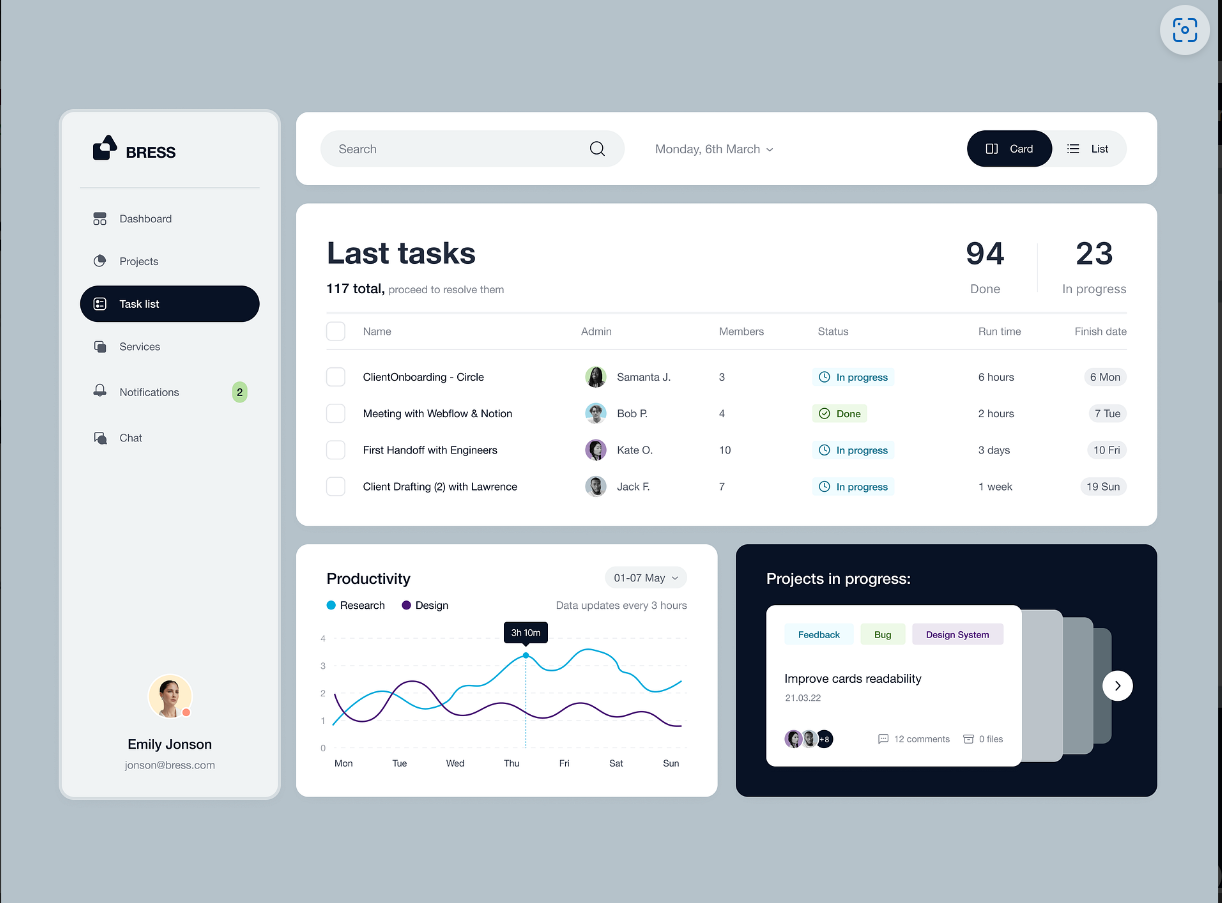 BRESS
Dashboard
Projects
Task list
Services
Notifications 2
Chat
Emily Jonson
jonson@bress.com
Search
Monday, 6th March
Card
List
Last tasks
117 total, proceed to resolve them
94
Done
23
In progress
Name Admin Members Status Run time Finish date
ClientOnboarding - Circle Samanta J. 3 In progress 6 hours 6 Mon
Meeting with Webflow & Notion Bob P. 4 Done 2 hours 7 Tue
First Handoff with Engineers Kate O. 10 In progress 3 days 10 Fri
Client Drafting (2) with Lawrence Jack F. 7 In progress 1 week 19 Sun
Productivity
01-07 May
Research Design
Data updates every 3 hours
3h 10m
4
3
2
1
0
Mon Tue Wed Thu Fri Sat Sun
Projects in progress:
Feedback Bug Design System
Improve cards readability
21.03.22
+8
12 comments
0 files